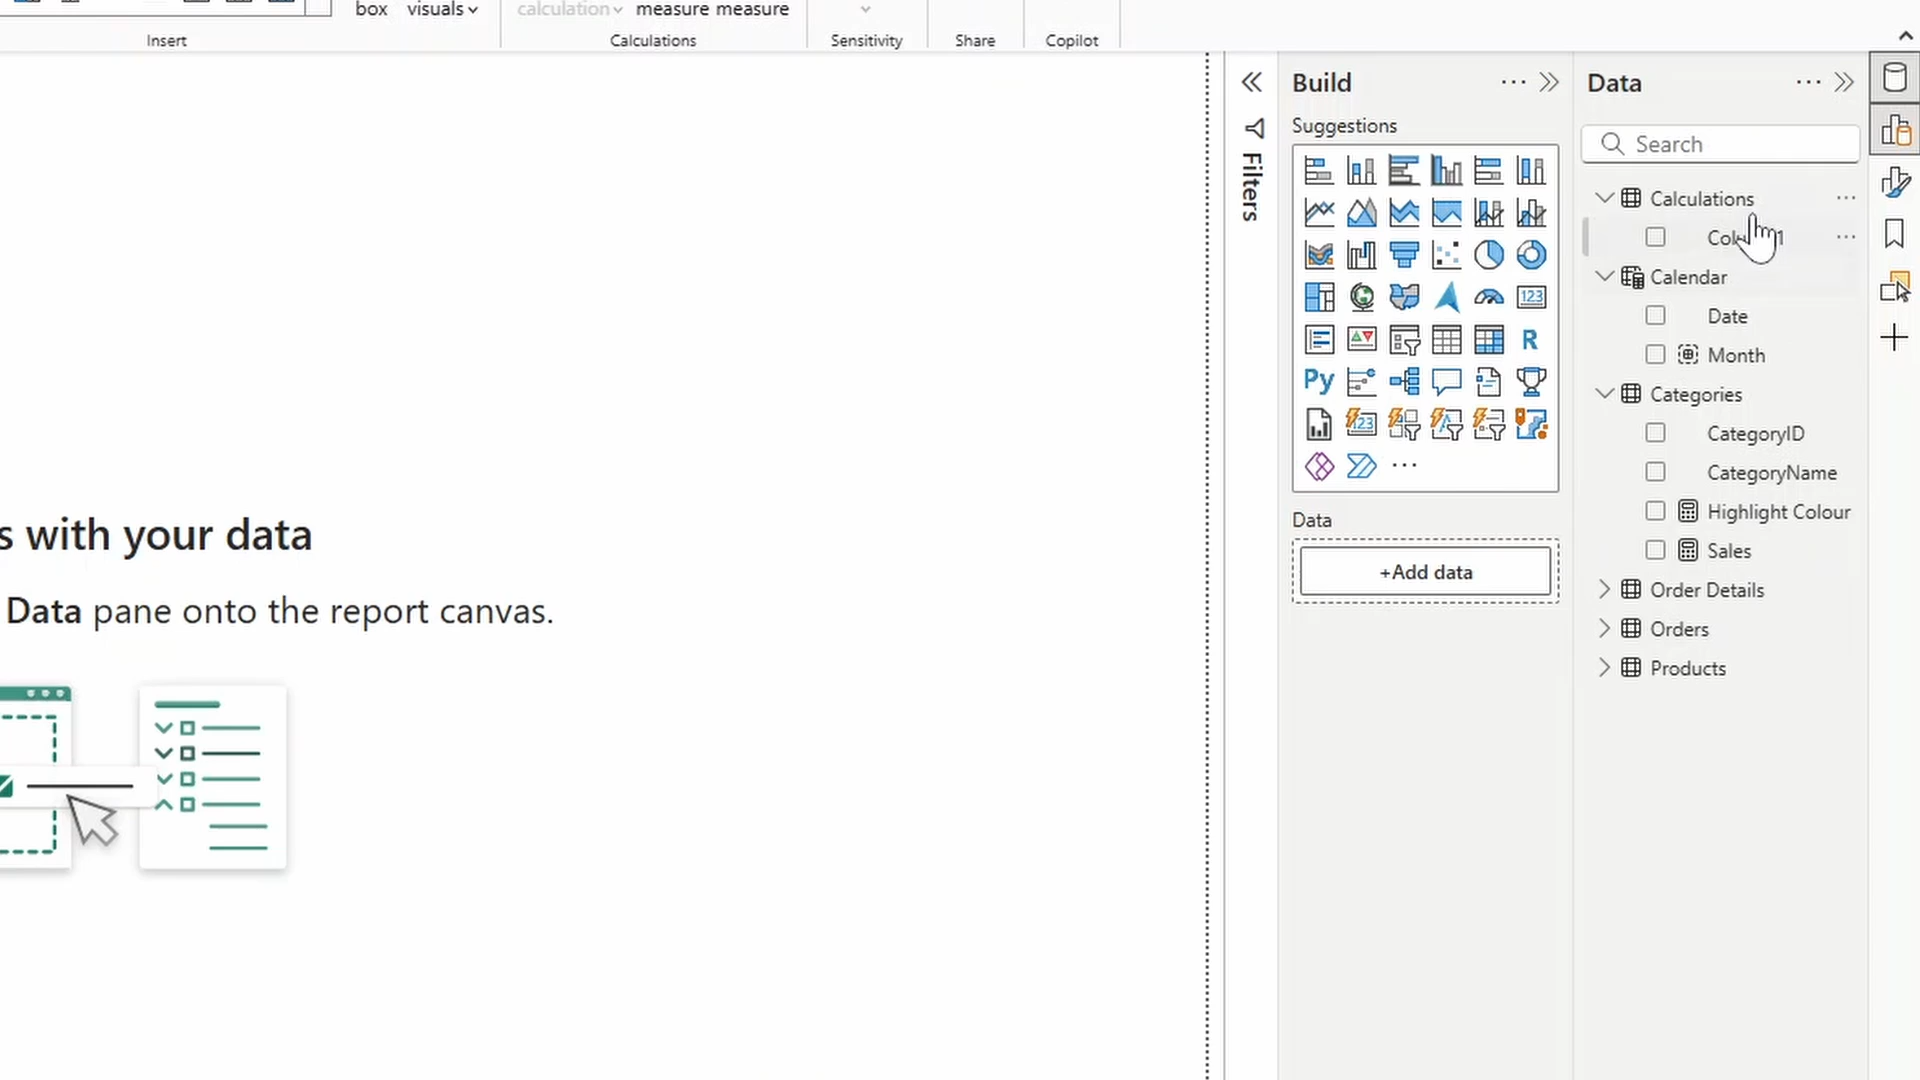 box visuals
calculation measure measure
Insert
Calculations
Sensitivity
Share
Copilot
Filters
Build
Suggestions
123
R
Py
123
Data
+Add data
Data
Search
Calculations
Calendar
Date
Month
Categories
CategoryID
CategoryName
Highlight Colour
Sales
Order Details
Orders
Products
s with your data
Data pane onto the report canvas.